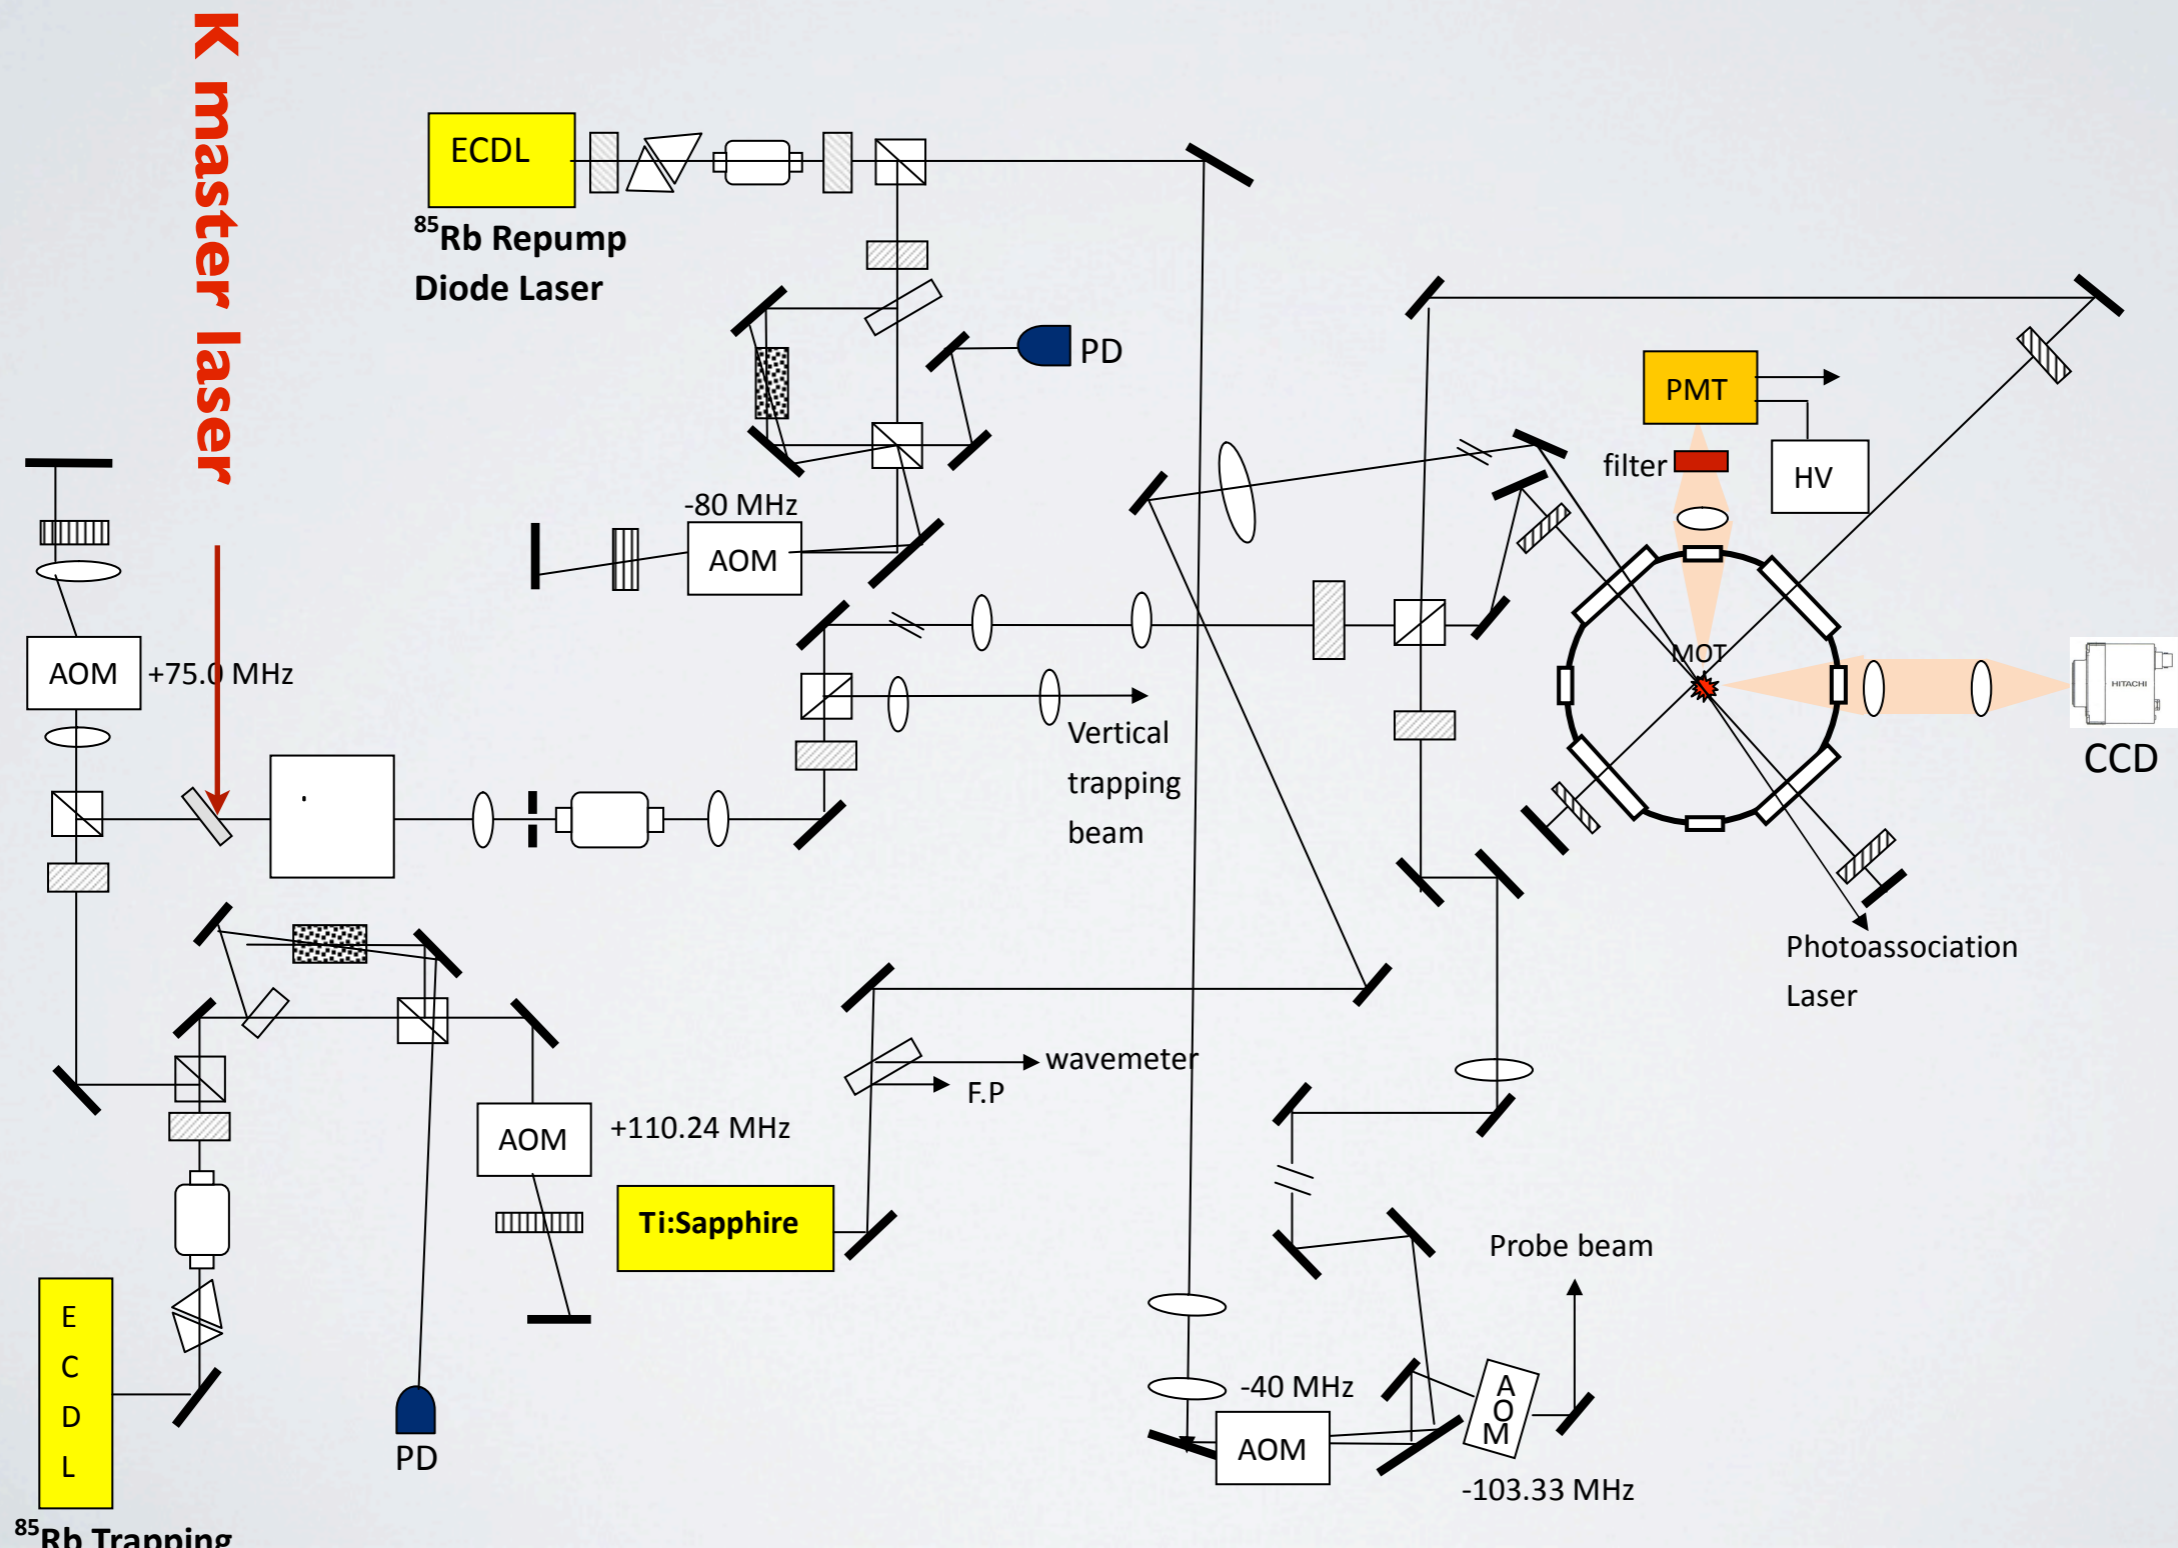 K master laser
ECDL
⁸⁵Rb Repump
Diode Laser
PD
PMT
filter
HV
-80 MHz
AOM
AOM
+75.0 MHz
MOT
HITACHI
CCD
Vertical
trapping
beam
Photoassociation
Laser
wavemeter
F.P
AOM
+110.24 MHz
Ti:Sapphire
Probe beam
E
C
D
L
PD
-40 MHz
AOM
A
O
M
-103.33 MHz
⁸⁵Rb Trapping